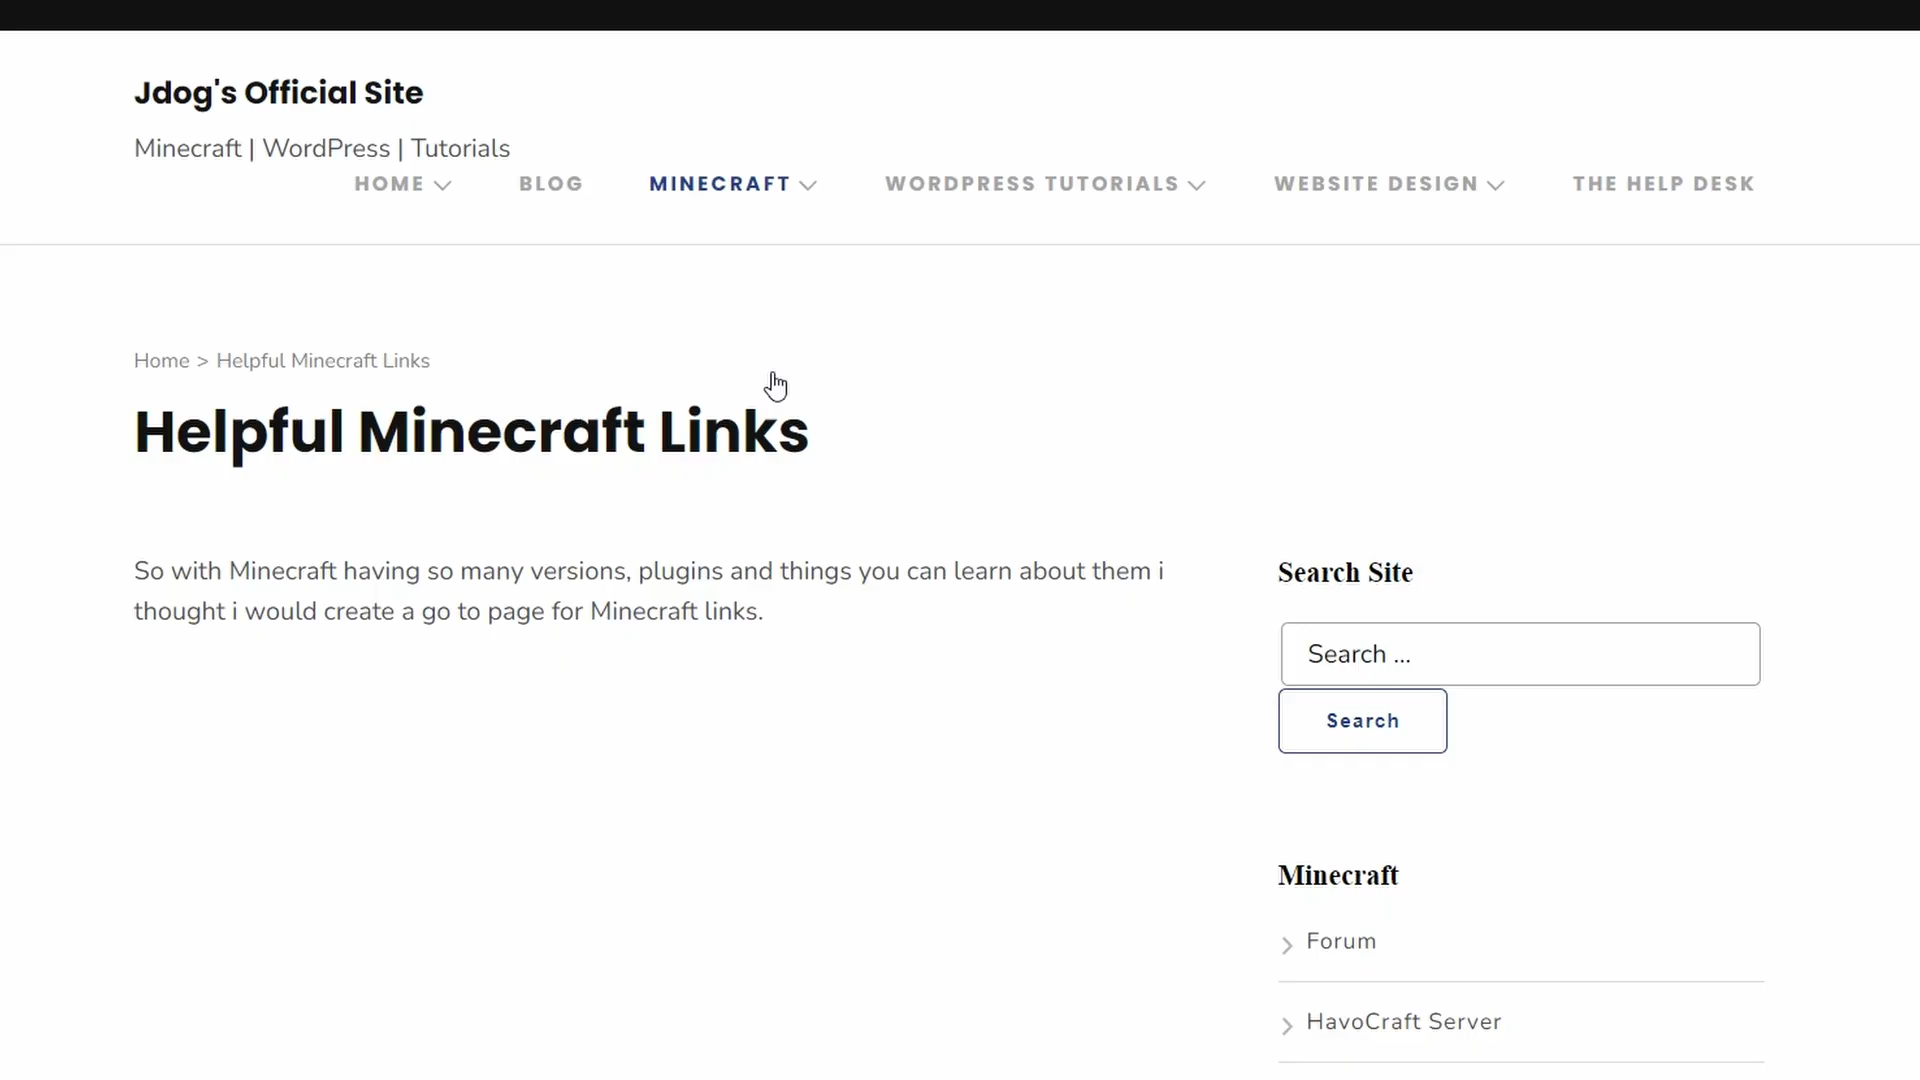 Jdog's Official Site
Minecraft | WordPress | Tutorials
HOME BLOG MINECRAFT WORDPRESS TUTORIALS WEBSITE DESIGN THE HELP DESK
Home > Helpful Minecraft Links
Helpful Minecraft Links
So with Minecraft having so many versions, plugins and things you can learn about them i
thought i would create a go to page for Minecraft links.
Search Site
Search ...
Search
Minecraft
Forum
HavoCraft Server